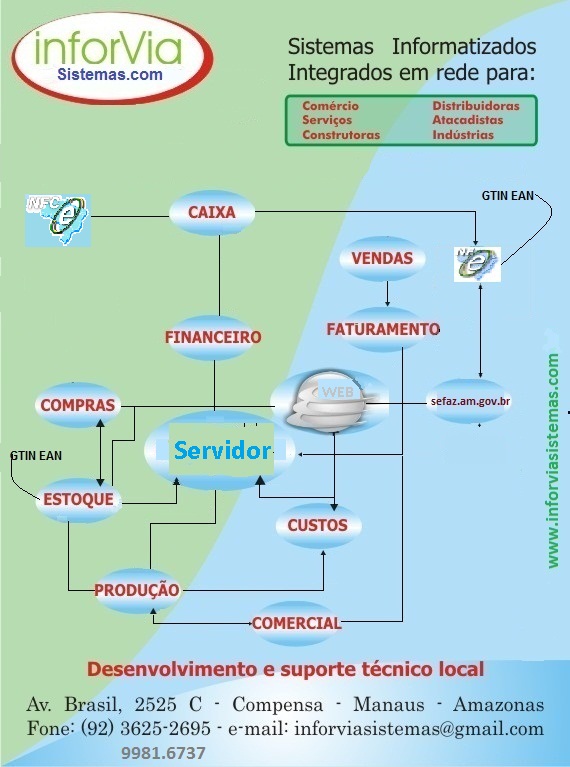 inforVia
Sistemas.com
Sistemas Informatizados
Integrados em rede para:
Comércio Distribuidoras
Serviços Atacadistas
Construtoras Indústrias
NFC e
CAIXA
GTIN EAN
NF e
VENDAS
FINANCEIRO
FATURAMENTO
WEB
COMPRAS
sefaz.am.gov.br
Servidor
GTIN EAN
ESTOQUE
CUSTOS
PRODUÇÃO
COMERCIAL
www.inforviasistemas.com
Desenvolvimento e suporte técnico local
Av. Brasil, 2525 C - Compensa - Manaus - Amazonas
Fone: (92) 3625-2695 - e-mail: inforviasistemas@gmail.com
9981.6737